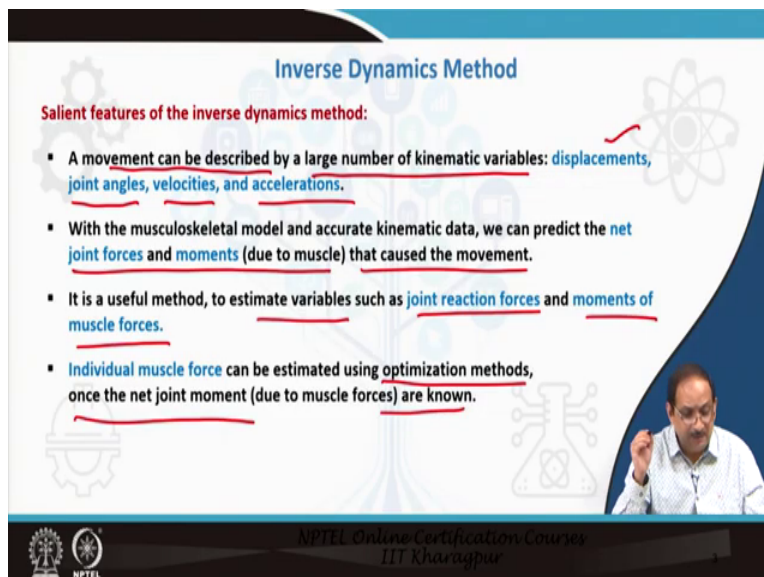 Inverse Dynamics Method
Salient features of the inverse dynamics method:
▪ A movement can be described by a large number of kinematic variables: displacements,
joint angles, velocities, and accelerations.
▪ With the musculoskeletal model and accurate kinematic data, we can predict the net
joint forces and moments (due to muscle) that caused the movement.
▪ It is a useful method, to estimate variables such as joint reaction forces and moments of
muscle forces.
▪ Individual muscle force can be estimated using optimization methods,
once the net joint moment (due to muscle forces) are known.
NPTEL Online Certification Courses
IIT Kharagpur
NPTEL